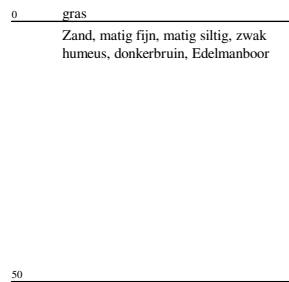 0 gras
Zand, matig fijn, matig siltig, zwak
humeus, donkerbruin, Edelmanboor
50